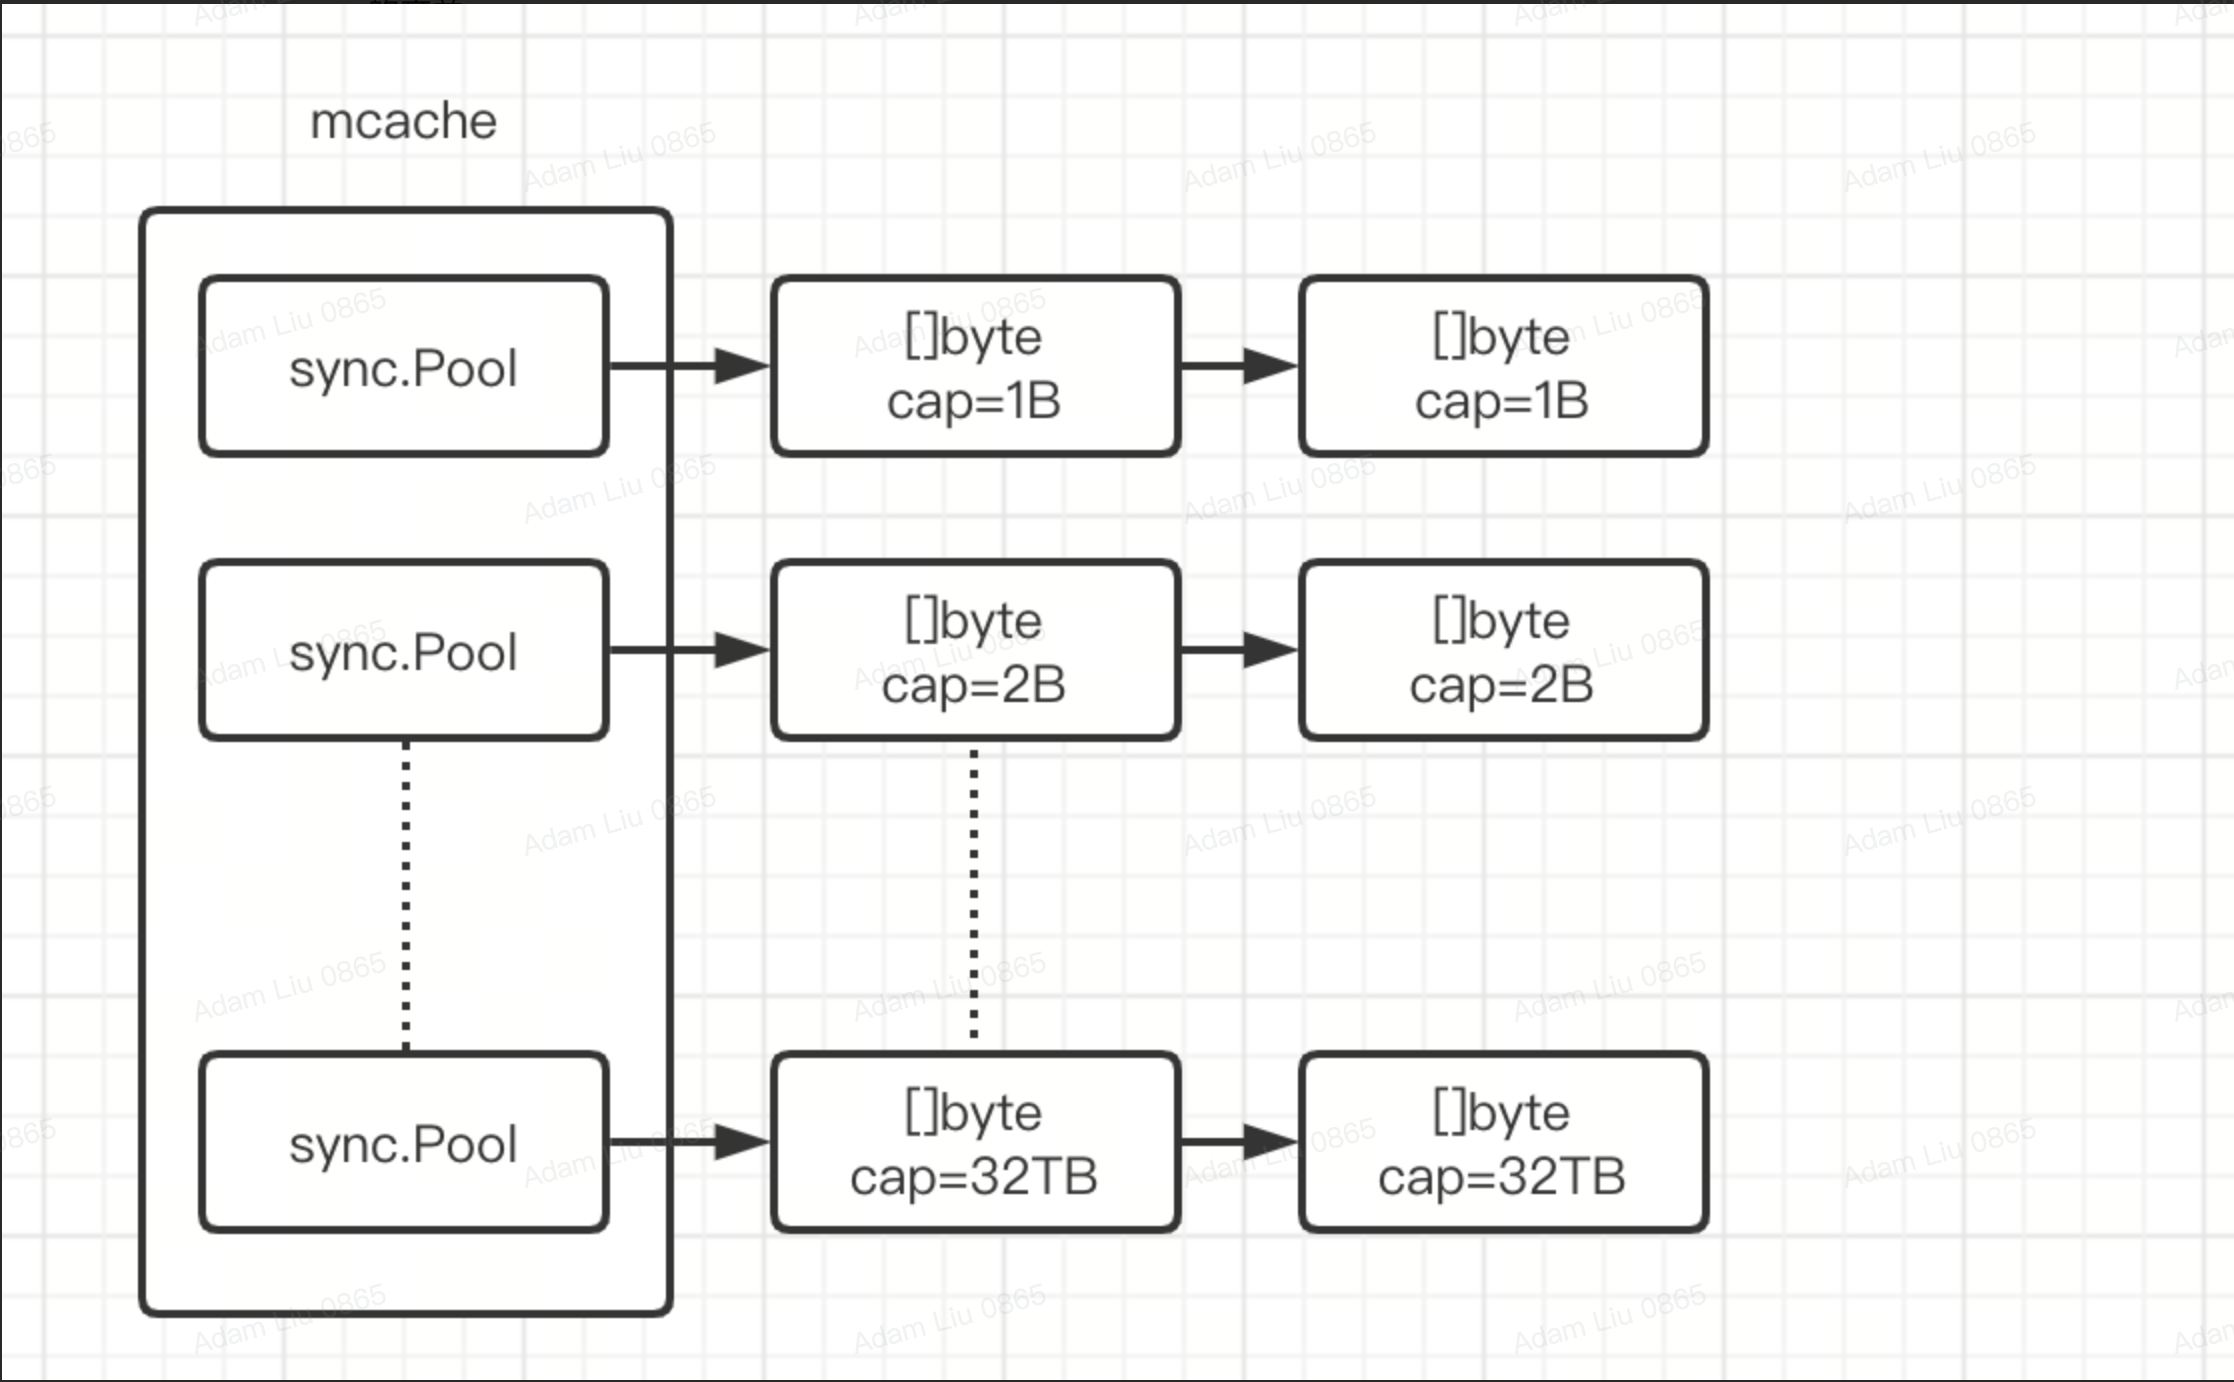 mcache
sync.Pool
[]byte
cap=1B
[]byte
cap=1B
sync.Pool
[]byte
cap=2B
[]byte
cap=2B
sync.Pool
[]byte
cap=32TB
[]byte
cap=32TB
Adam Liu 0865